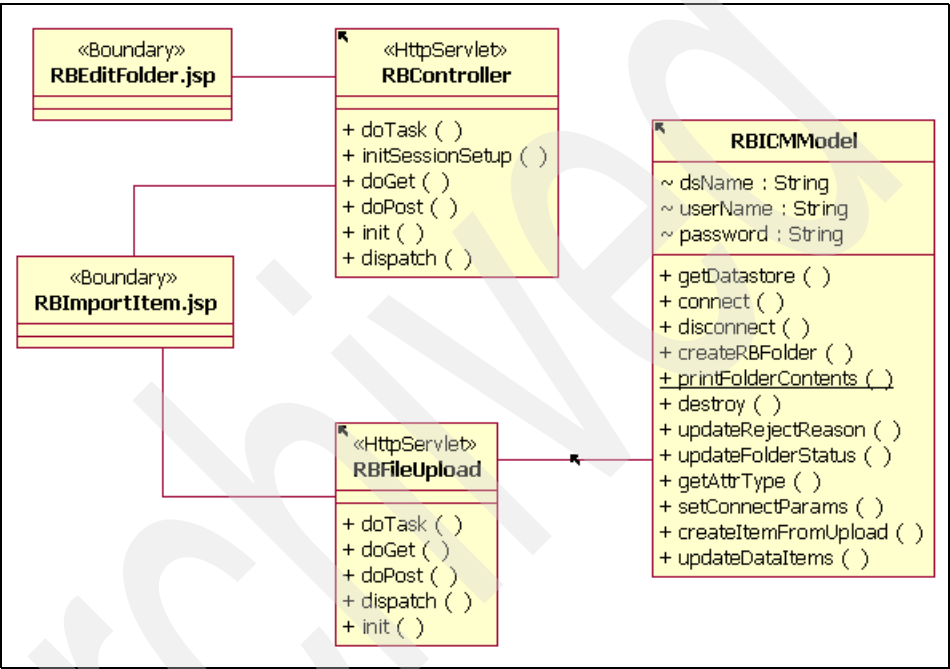 «Boundary»
RBEditFolder.jsp
«HttpServlet»
RBController
+ doTask ( )
+ initSessionSetup ( )
+ doGet ( )
+ doPost ( )
+ init ( )
+ dispatch ( )
RBICMModel
~ dsName : String
~ userName : String
~ password : String
+ getDatastore ( )
+ connect ( )
+ disconnect ( )
+ createRBFolder ( )
+ printFolderContents ( )
+ destroy ( )
+ updateRejectReason ( )
+ updateFolderStatus ( )
+ getAttrType ( )
+ setConnectParams ( )
+ createItemFromUpload ( )
+ updateDataItems ( )
«Boundary»
RBImportItem.jsp
«HttpServlet»
RBFileUpload
+ doTask ( )
+ doGet ( )
+ doPost ( )
+ dispatch ( )
+ init ( )
rchived